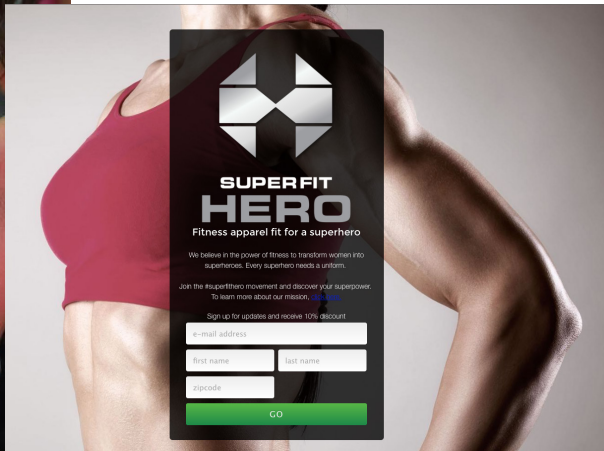 SUPERFIT
HERO
Fitness apparel fit for a superhero
We believe in the power of fitness to transform women into
superheroes. Every superhero needs a uniform.
Join the #superfithero movement and discover your superpower.
To learn more about our mission,
Sign up for updates and receive 10% discount
e-mail address
first name
last name
zipcode
GO